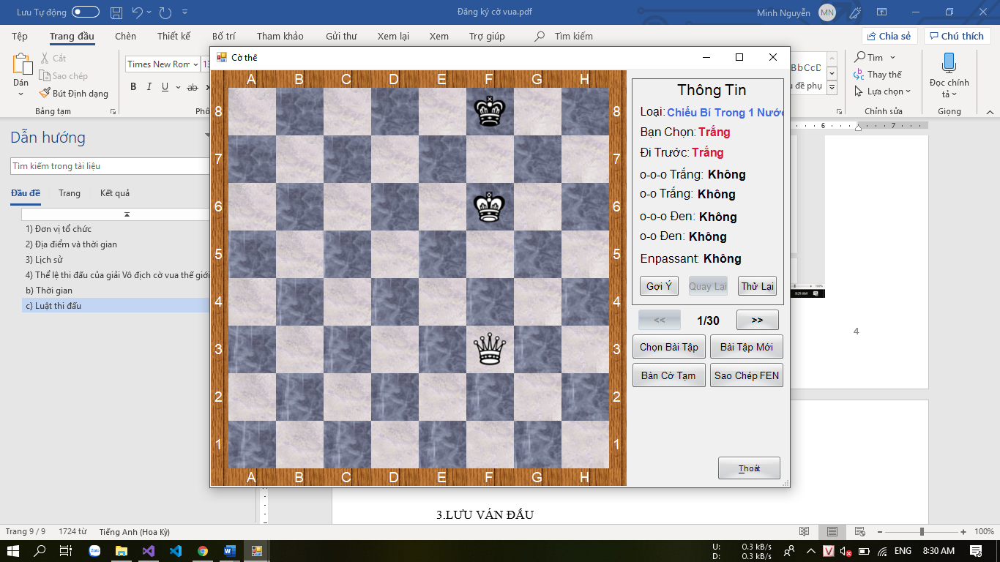 Lưu Tự động
Đăng ký cờ vua.pdf
Minh Nguyễn
MN
Tệp Trang đầu Chèn Thiết kế Bố trí Tham khảo Gửi thư Xem lại Xem Trợ giúp Tìm kiếm
Chia sẻ
Chú thích
Dán
Cắt
Sao chép
Bút Định dạng
Bảng tạm
Times New Rom
B I U ab
Tìm
Thay thế
Lựa chọn
Chỉnh sửa
Đọc chính
tả
Giọng
Dẫn hướng
Tìm kiếm trong tài liệu
Đầu đề Trang Kết quả
1) Đơn vị tổ chức
2) Địa điểm và thời gian
3) Lịch sử
4) Thể lệ thi đấu của giải Vô địch cờ vua thế giới
b) Thời gian
c) Luật thi đấu
Cờ thế
A B C D E F G H
8 8
7 7
6 6
5 5
4 4
3 3
2 2
1 1
A B C D E F G H
Thông Tin
Loại: Chiếu Bí Trong 1 Nước
Bạn Chọn: Trắng
Đi Trước: Trắng
o-o-o Trắng: Không
o-o Trắng: Không
o-o-o Đen: Không
o-o Đen: Không
Enpassant: Không
Gợi Ý Quay Lại Thử Lại
<< 1/30 >>
Chọn Bài Tập Bài Tập Mới
Bàn Cờ Tạm Sao Chép FEN
Thoát
6 7
4
3.LƯU VÁN ĐẤU
Trang 9 / 9 1724 từ Tiếng Anh (Hoa Kỳ)
100%
Zalo
U: 0.3 kB/s
D: 0.3 kB/s
V
ENG 8:30 AM